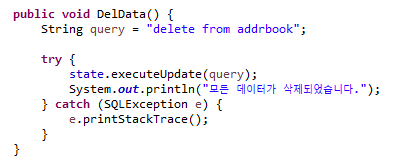 public void DelData() {
    String query = "delete from addrbook";

    try {
        state.executeUpdate(query);
        System.out.println("모든 데이터가 삭제되었습니다.");
    } catch (SQLException e) {
        e.printStackTrace();
    }
}